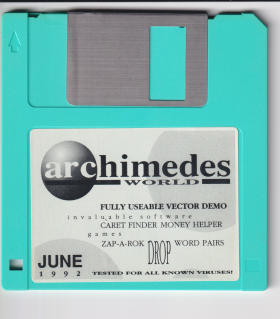 archimedes
WORLD
FULLY USEABLE VECTOR DEMO
invaluable software
CARET FINDER MONEY HELPER
games
ZAP-A-ROK DROP WORD PAIRS
JUNE
1992 TESTED FOR ALL KNOWN VIRUSES!